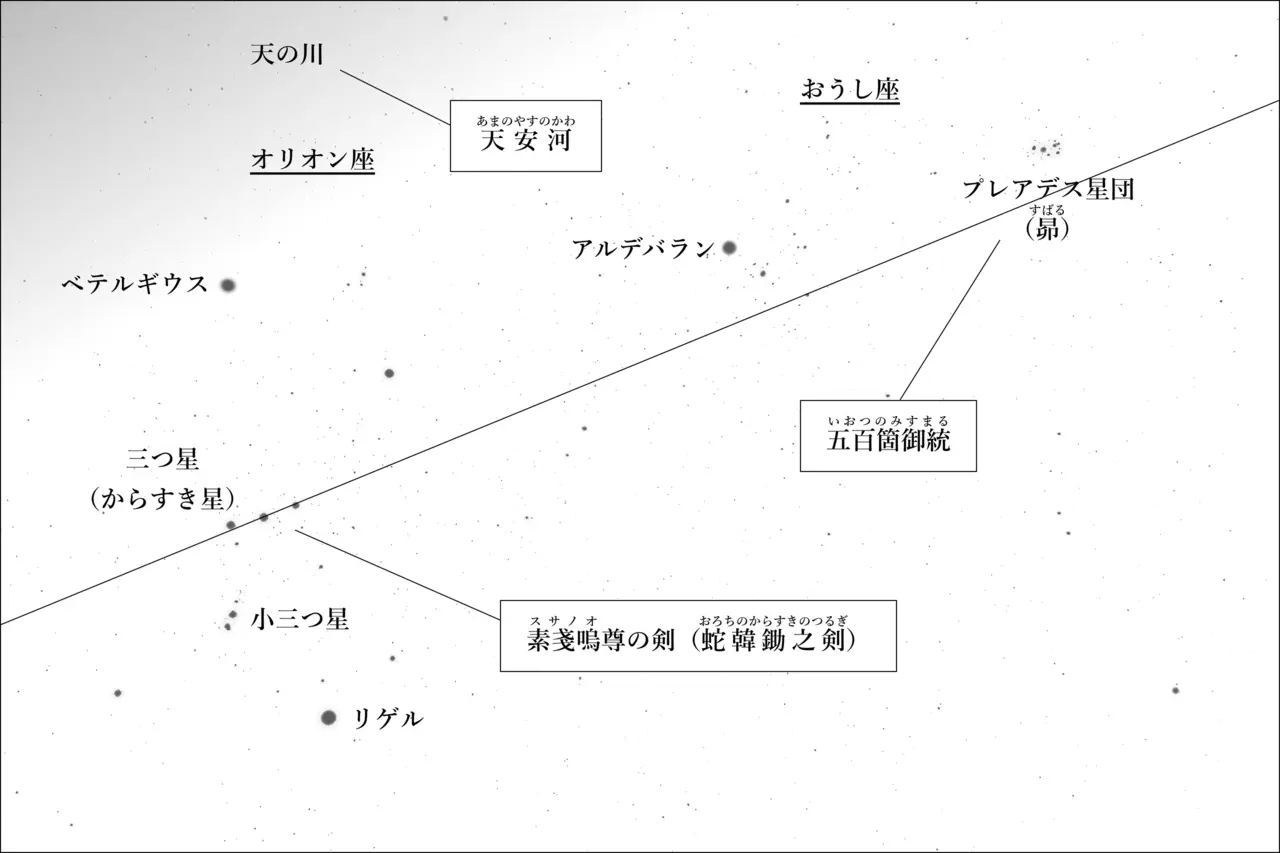 天の川
おうし座
あまのやすのかわ
天安河
オリオン座
プレアデス星団
すばる
（昴）
アルデバラン
ベテルギウス
いおつのみすまる
五百箇御統
三つ星
（からすき星）
小三つ星
スサノオ おろちのからすきのつるぎ
素戔嗚尊の剣（蛇韓鋤之剣）
リゲル